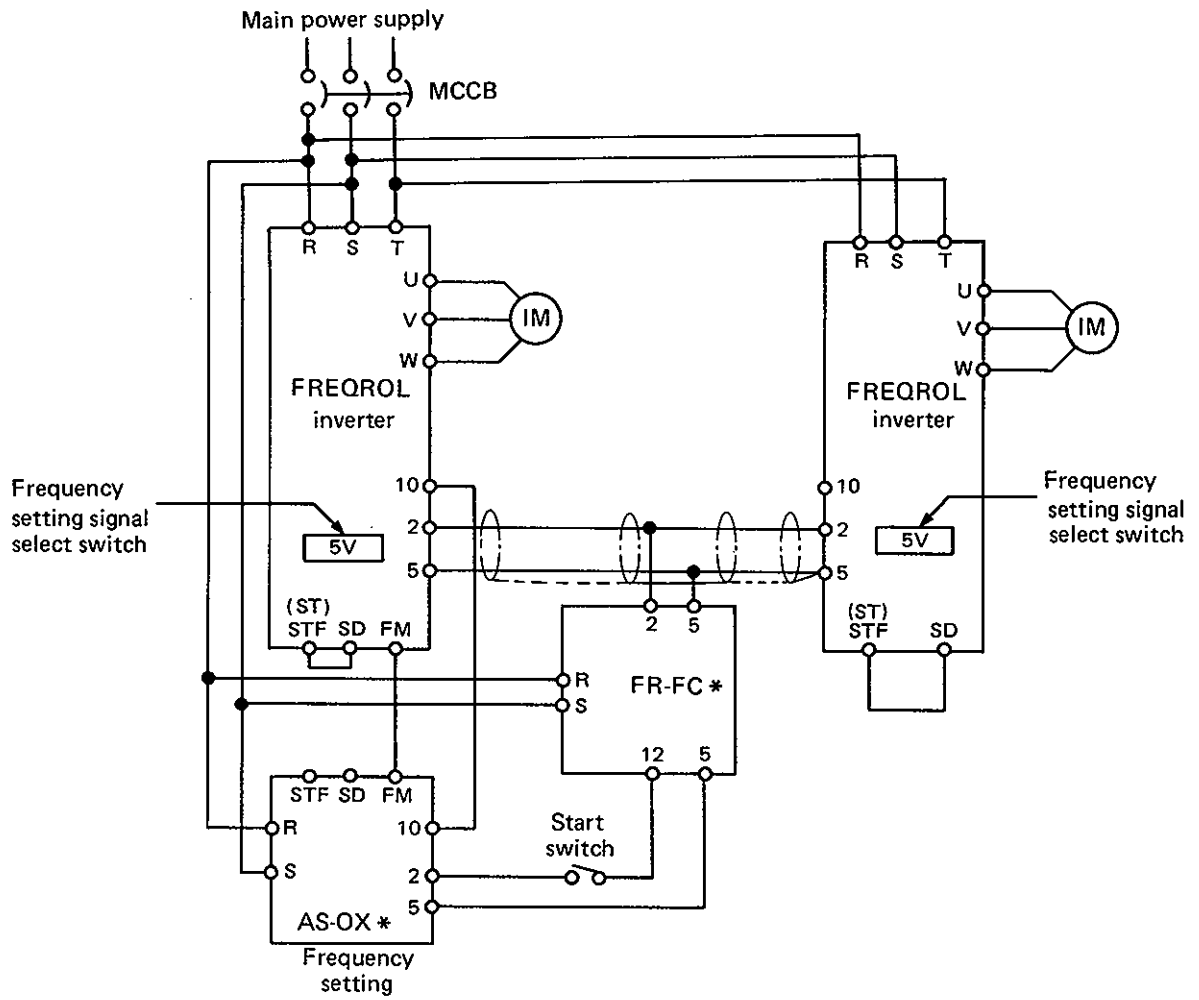 Main power supply
MCCB
R S T
U
V
W
IM
FREQROL
inverter
R S T
U
V
W
IM
FREQROL
inverter
Frequency
setting signal
select switch
5V
10
2
5
10
2
5
5V
Frequency
setting signal
select switch
(ST)
STF SD FM
(ST)
STF SD
2 5
R
S
FR-FC *
12 5
STF SD FM
R
S
10
2
5
AS-OX *
Frequency
setting
Start
switch